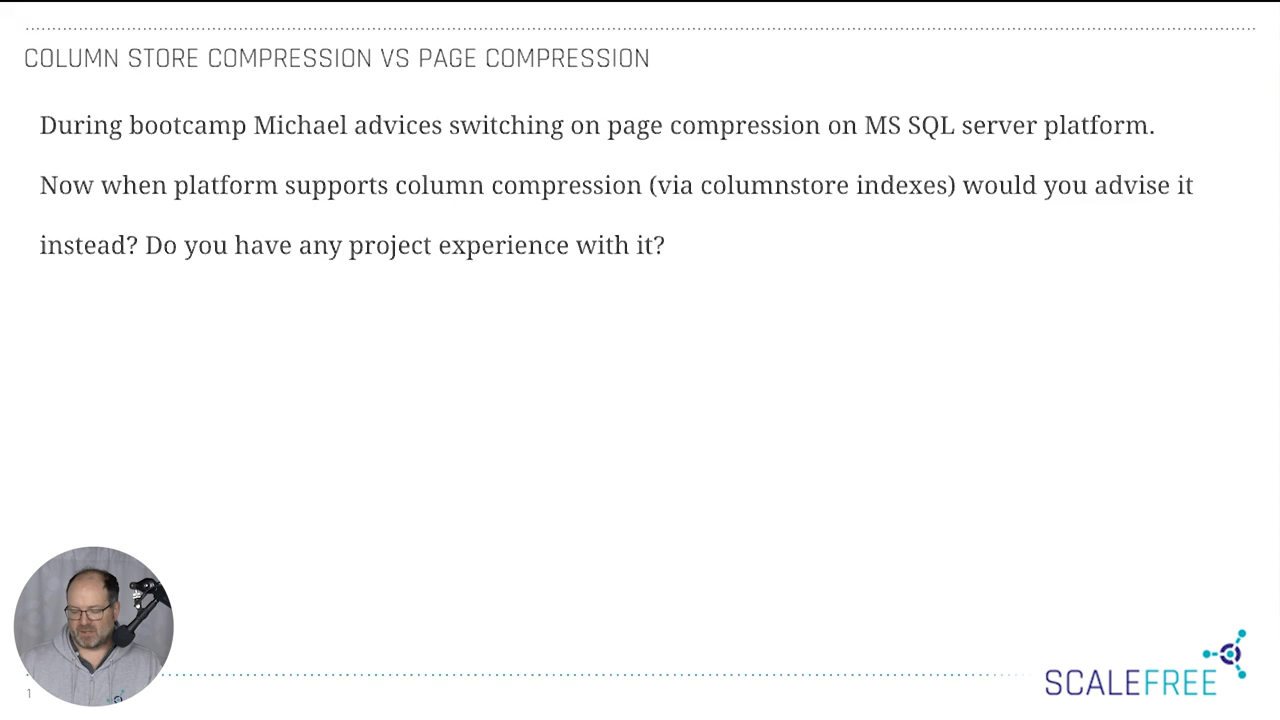 COLUMN STORE COMPRESSION VS PAGE COMPRESSION
During bootcamp Michael advices switching on page compression on MS SQL server platform.
Now when platform supports column compression (via columnstore indexes) would you advise it
instead? Do you have any project experience with it?
1
SCALEFREE